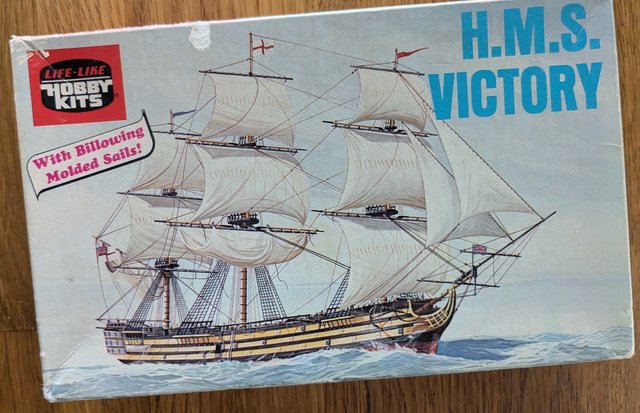 H.M.S.
VICTORY
LIFE-LIKE
HOBBY
KITS
With Billowing
Molded Sails!